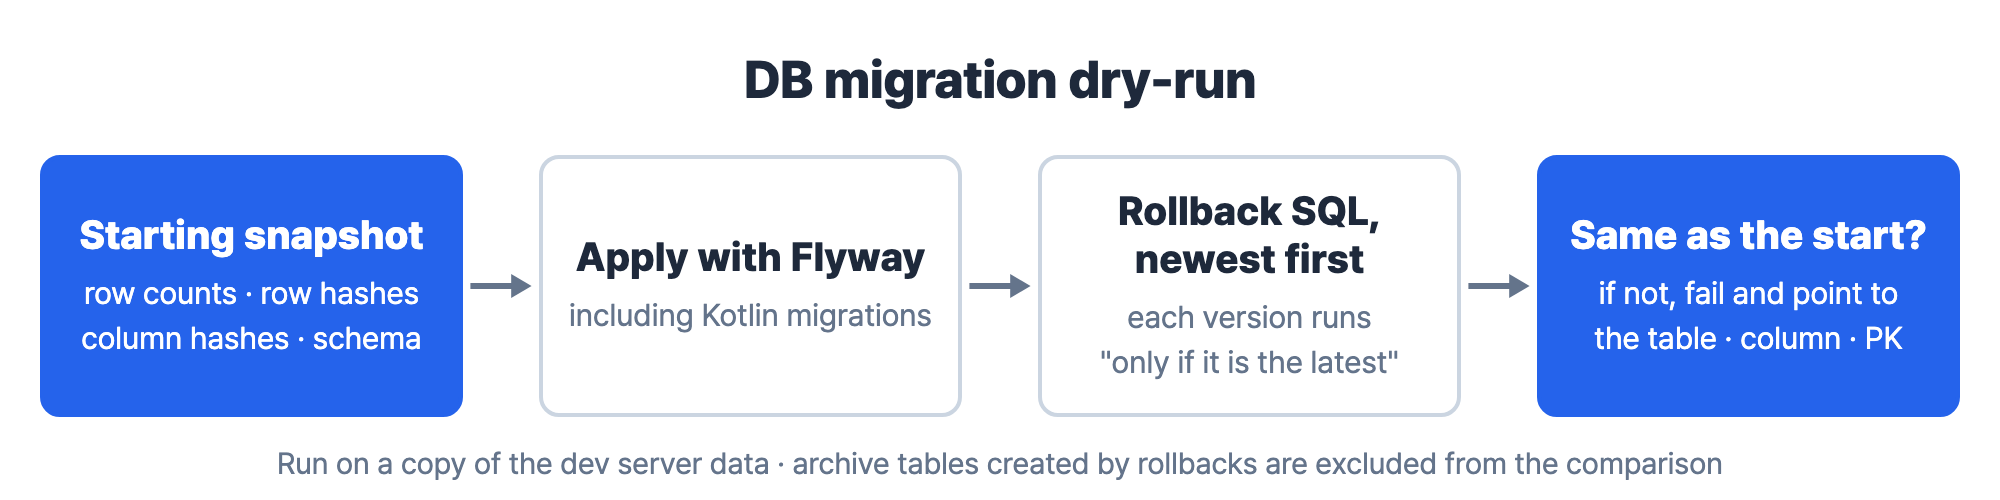 DB migration dry-run
Starting snapshot
row counts · row hashes
column hashes · schema
Apply with Flyway
including Kotlin migrations
Rollback SQL,
newest first
each version runs
"only if it is the latest"
Same as the start?
if not, fail and point to
the table · column · PK
Run on a copy of the dev server data · archive tables created by rollbacks are excluded from the comparison